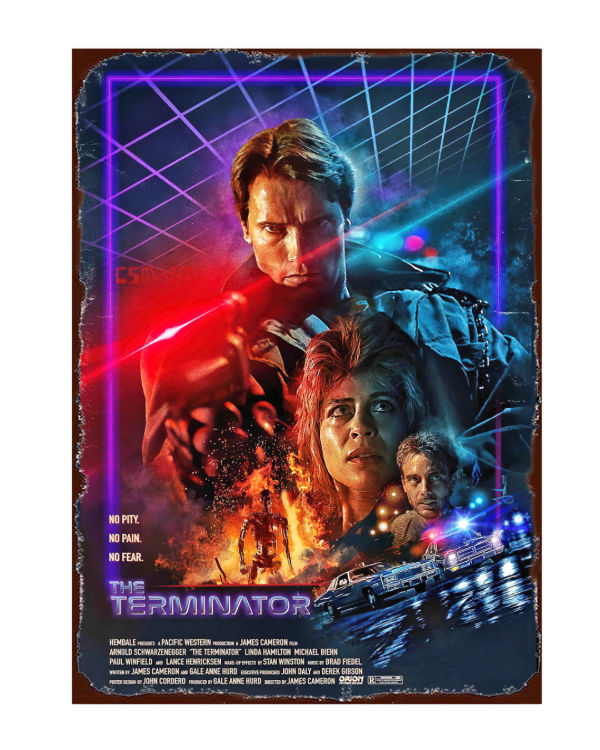 NO PITY.
NO PAIN.
NO FEAR.
THE
TERMINATOR
HEMDALE PRESENTS A PACIFIC WESTERN PRODUCTION A JAMES CAMERON FILM
ARNOLD SCHWARZENEGGER "THE TERMINATOR" LINDA HAMILTON MICHAEL BIEHN
PAUL WINFIELD AND LANCE HENRICKSEN MAKE-UP EFFECTS BY STAN WINSTON MUSIC BY BRAD FIEDEL
WRITTEN BY JAMES CAMERON AND GALE ANNE HURD EXECUTIVE PRODUCERS JOHN DALY AND DEREK GIBSON
POSTER DESIGN BY JOHN CORDERO PRODUCED BY GALE ANNE HURD DIRECTED BY JAMES CAMERON ORION R